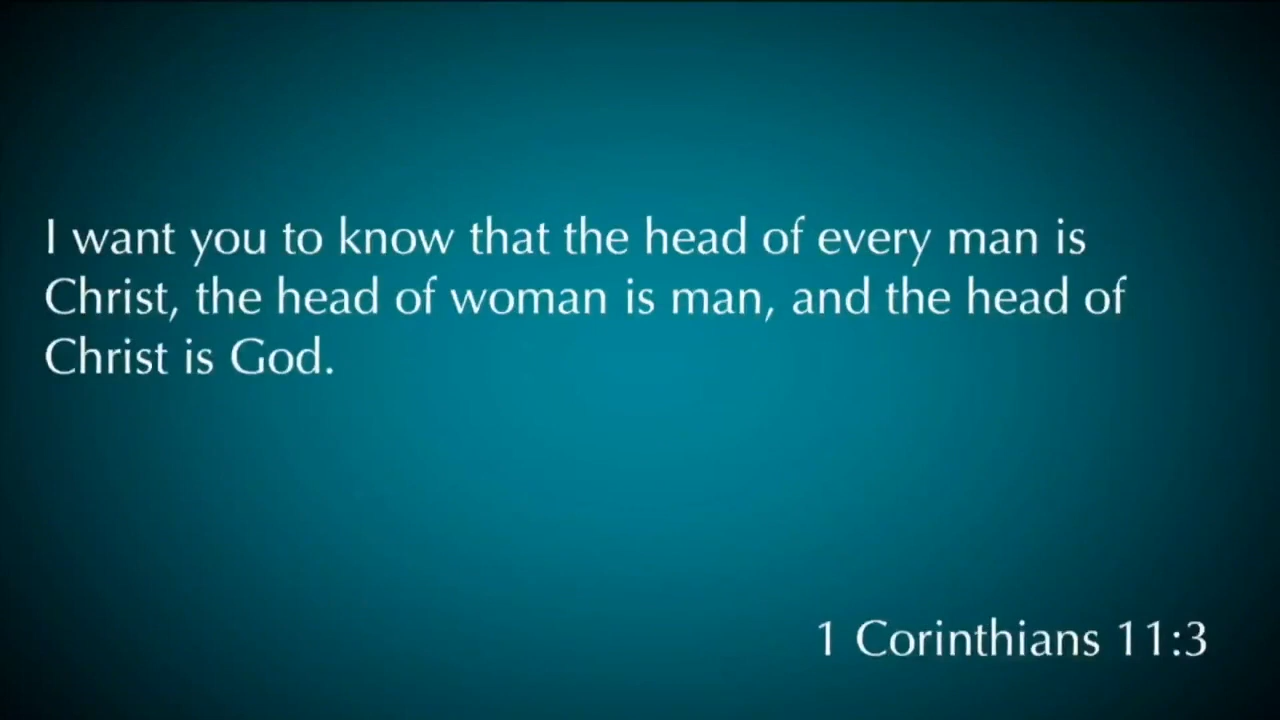 I want you to know that the head of every man is
Christ, the head of woman is man, and the head of
Christ is God.
1 Corinthians 11:3